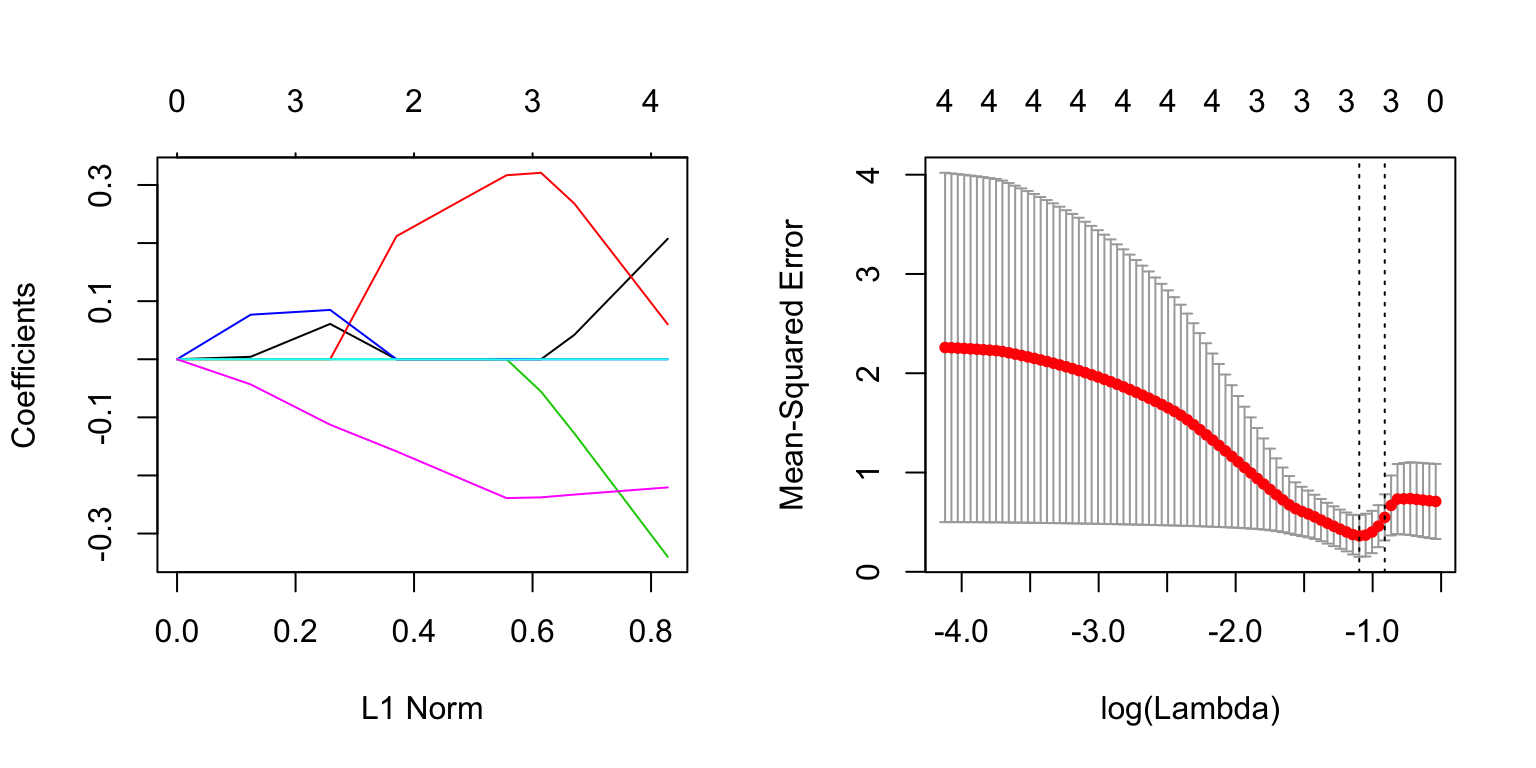 0 3 2 3 4
0.3
0.1
-0.1
-0.3
Coefficients
0.0 0.2 0.4 0.6 0.8
L1 Norm
4 4 4 4 4 4 4 3 3 3 3 0
4
3
2
1
0
Mean-Squared Error
-4.0 -3.0 -2.0 -1.0
log(Lambda)